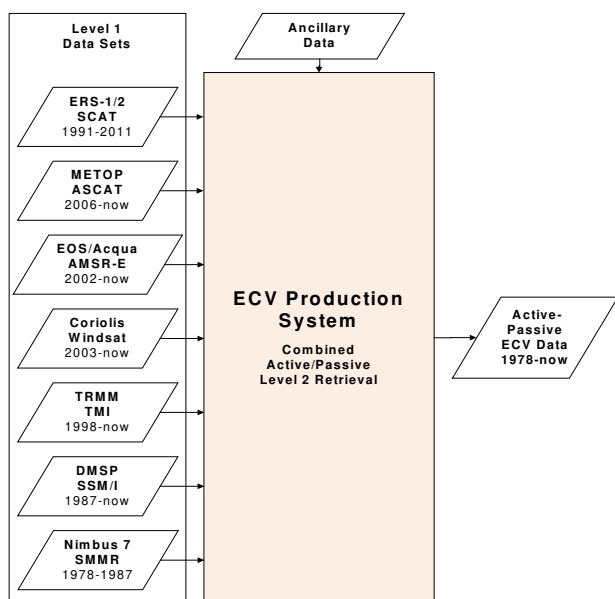 Level 1
Data Sets
Ancillary
Data
ERS-1/2
SCAT
1991-2011
METOP
ASCAT
2006-now
EOS/Acqua
AMSR-E
2002-now
Coriolis
Windsat
2003-now
TRMM
TMI
1998-now
DMSP
SSM/I
1987-now
Nimbus 7
SMMR
1978-1987
ECV Production
System
Combined
Active/Passive
Level 2 Retrieval
Active-
Passive
ECV Data
1978-now